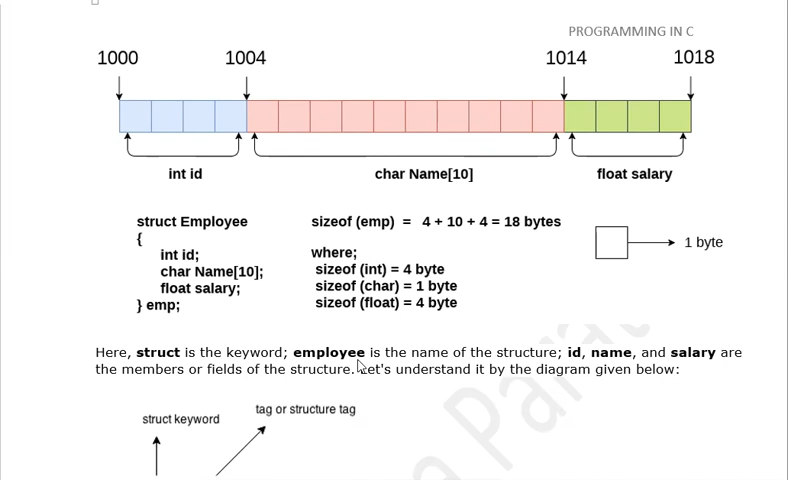 PROGRAMMING IN C
1000 1004 1014 1018
int id char Name[10] float salary
struct Employee
{
int id;
char Name[10];
float salary;
} emp;
sizeof (emp) = 4 + 10 + 4 = 18 bytes
where;
sizeof (int) = 4 byte
sizeof (char) = 1 byte
sizeof (float) = 4 byte
1 byte
Here, struct is the keyword; employee is the name of the structure; id, name, and salary are
the members or fields of the structure. Let's understand it by the diagram given below:
struct keyword
tag or structure tag